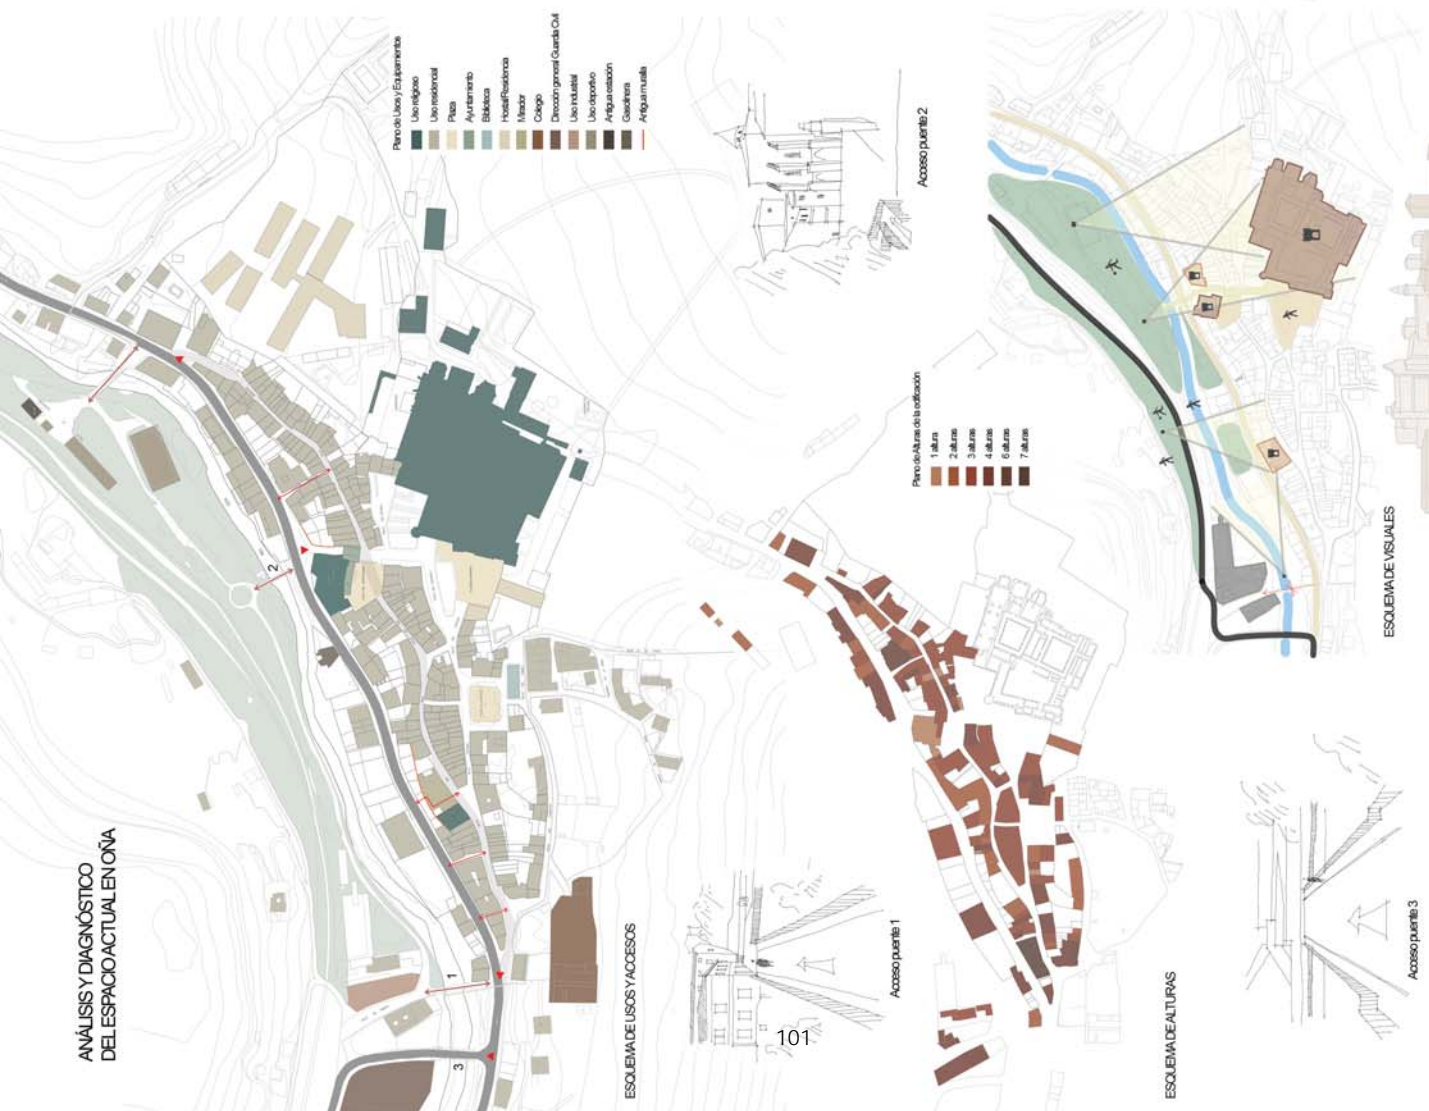 ANÁLISIS Y DIAGNÓSTICO
DEL ESPACIO ACTUAL EN OÑA
Plano de Usos y Equipamientos
Uso religioso
Uso residencial
Plaza
Ayuntamiento
Biblioteca
Hostal/Residencia
Mirador
Colegio
Dirección general Guardia Civil
Uso industrial
Uso deportivo
Antigua estación
Gasolinera
Antigua muralla
1
2
3
ESQUEMA DE USOS Y ACCESOS
Acceso puente 1
Acceso puente 2
Plano de Alturas de la edificación
1 altura
2 alturas
3 alturas
4 alturas
6 alturas
7 alturas
ESQUEMA DE ALTURAS
ESQUEMA DE VISUALES
Acceso puente 3
101